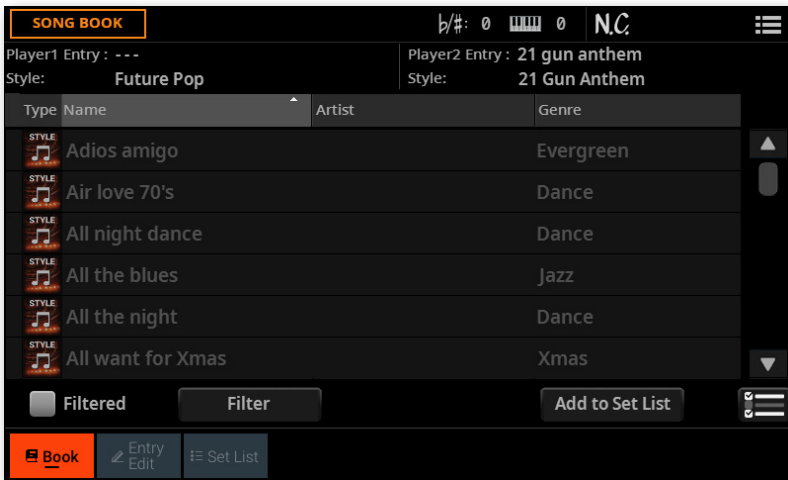 SONG BOOK
♭/♯: 0 0 N.C.
Player1 Entry : ---
Player2 Entry : 21 gun anthem
Style: Future Pop
Style: 21 Gun Anthem
Type Name Artist Genre
STYLE Adios amigo Evergreen
STYLE Air love 70's Dance
STYLE All night dance Dance
STYLE All the blues Jazz
STYLE All the night Dance
STYLE All want for Xmas Xmas
Filtered Filter Add to Set List
Book Entry Edit Set List